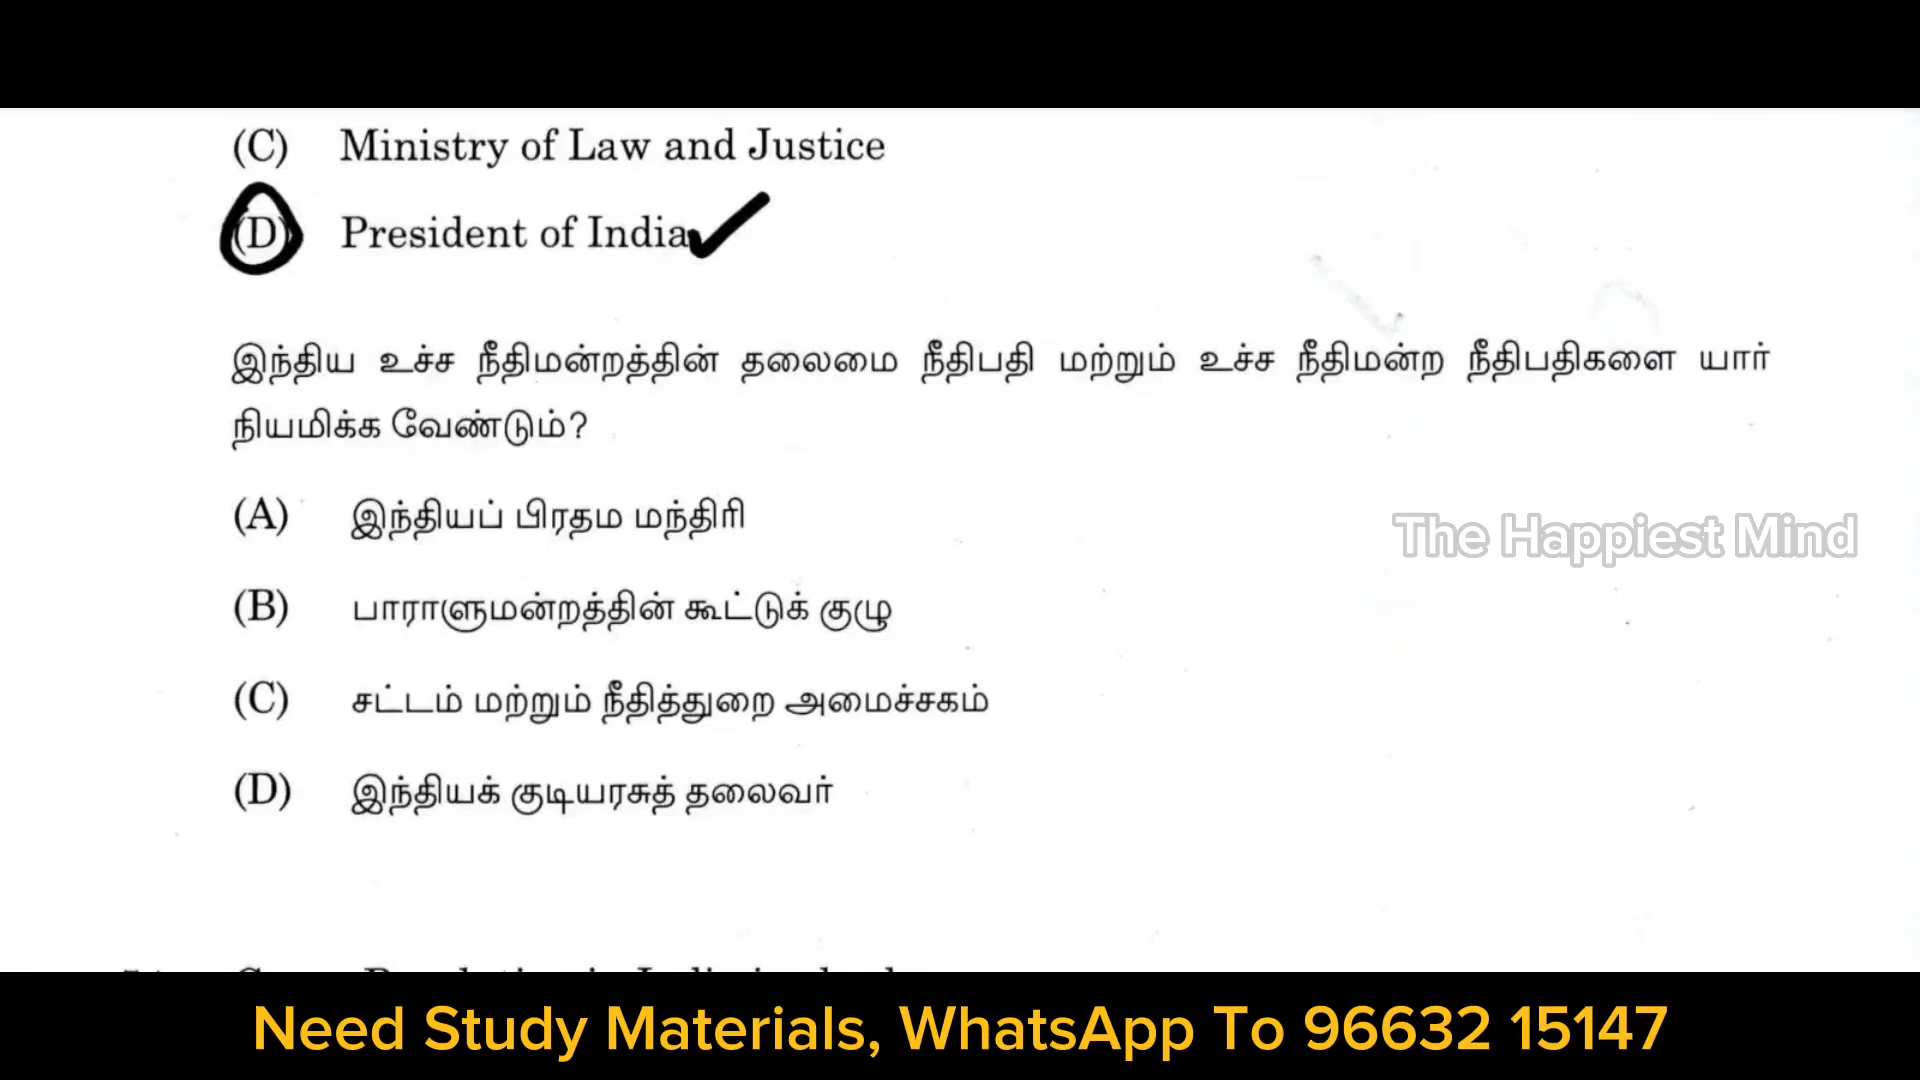 (C) Ministry of Law and Justice
(D) President of India
இந்திய உச்ச நீதிமன்றத்தின் தலைமை நீதிபதி மற்றும் உச்ச நீதிமன்ற நீதிபதிகளை யார்
நியமிக்க வேண்டும்?
(A) இந்தியப் பிரதம மந்திரி
The Happiest Mind
(B) பாராளுமன்றத்தின் கூட்டுக் குழு
(C) சட்டம் மற்றும் நீதித்துறை அமைச்சகம்
(D) இந்தியக் குடியரசுத் தலைவர்
Need Study Materials, WhatsApp To 96632 15147